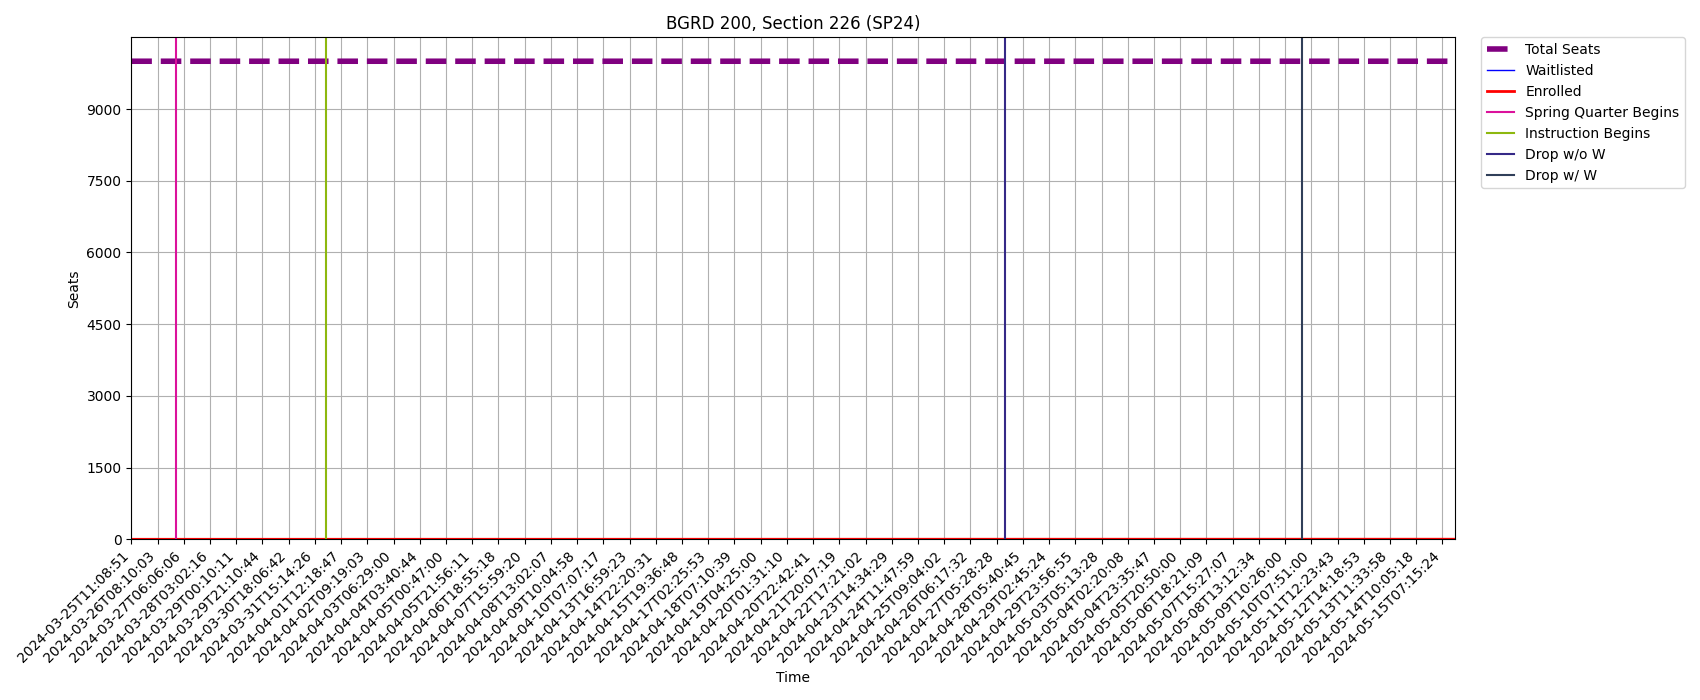 BGRD 200, Section 226 (SP24)
Total Seats
Waitlisted
Enrolled
Spring Quarter Begins
Instruction Begins
Drop w/o W
Drop w/ W
Seats
9000
7500
6000
4500
3000
1500
0
2024-03-25T11:08:51
2024-03-26T08:10:03
2024-03-27T06:06:06
2024-03-28T03:02:16
2024-03-29T00:10:11
2024-03-29T21:10:44
2024-03-30T18:06:42
2024-03-31T15:14:26
2024-04-01T12:18:47
2024-04-02T09:19:03
2024-04-03T06:29:00
2024-04-04T03:40:44
2024-04-05T00:47:00
2024-04-05T21:56:11
2024-04-06T18:55:18
2024-04-07T15:59:20
2024-04-08T13:02:07
2024-04-09T10:04:58
2024-04-10T07:07:17
2024-04-13T16:59:23
2024-04-14T22:20:31
2024-04-15T19:36:48
2024-04-17T02:25:53
2024-04-18T07:10:39
2024-04-19T04:25:00
2024-04-20T01:31:10
2024-04-20T22:42:41
2024-04-21T20:07:19
2024-04-22T17:21:02
2024-04-23T14:34:29
2024-04-24T11:47:59
2024-04-25T09:04:02
2024-04-26T06:17:32
2024-04-27T05:28:28
2024-04-28T05:40:45
2024-04-29T02:45:24
2024-04-29T23:56:55
2024-05-03T05:13:28
2024-05-04T02:20:08
2024-05-04T23:35:47
2024-05-05T20:50:00
2024-05-06T18:21:09
2024-05-07T15:27:07
2024-05-08T13:12:34
2024-05-09T10:26:00
2024-05-10T07:51:00
2024-05-11T12:23:43
2024-05-12T14:18:53
2024-05-13T11:33:58
2024-05-14T10:05:18
2024-05-15T07:15:24
Time